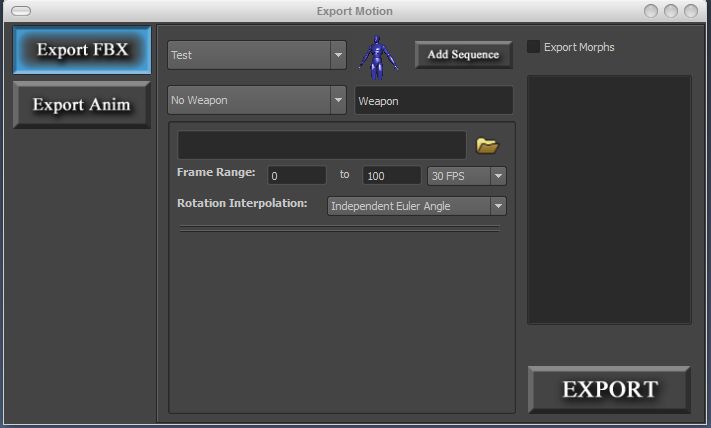 Export Motion
Export FBX
Export Anim
Test
Add Sequence
Export Morphs
No Weapon
Weapon
Frame Range: 0 to 100 30 FPS
Rotation Interpolation: Independent Euler Angle
EXPORT